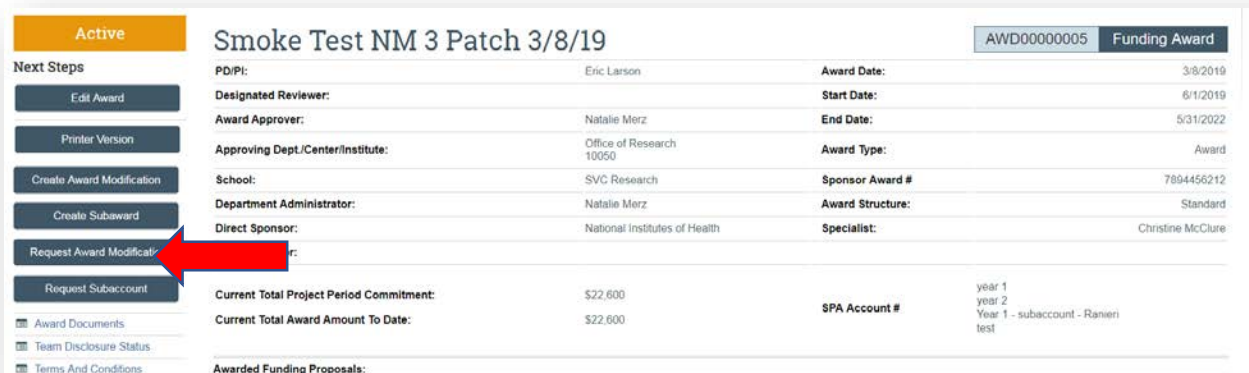 Active
Smoke Test NM 3 Patch 3/8/19
AWD00000005 Funding Award
Next Steps
Edit Award
Printer Version
Create Award Modification
Create Subaward
Request Award
Request Subaccount
Award Documents
Team Disclosure Status
Terms And Conditions
PD/PI: Eric Larson Award Date: 3/8/2019
Designated Reviewer: Start Date: 6/1/2019
Award Approver: Natalie Merz End Date: 5/31/2022
Approving Dept./Center/Institute: Office of Research
10050
Award Type: Award
School: SVC Research Sponsor Award # 7894456212
Department Administrator: Natalie Merz Award Structure: Standard
Direct Sponsor: National Institutes of Health Specialist: Christine McClure
Current Total Project Period Commitment: $22,600
Current Total Award Amount To Date: $22,600
SPA Account #
year 1
year 2
Year 1 - subaccount - Ranieri
test
Awarded Funding Proposals: